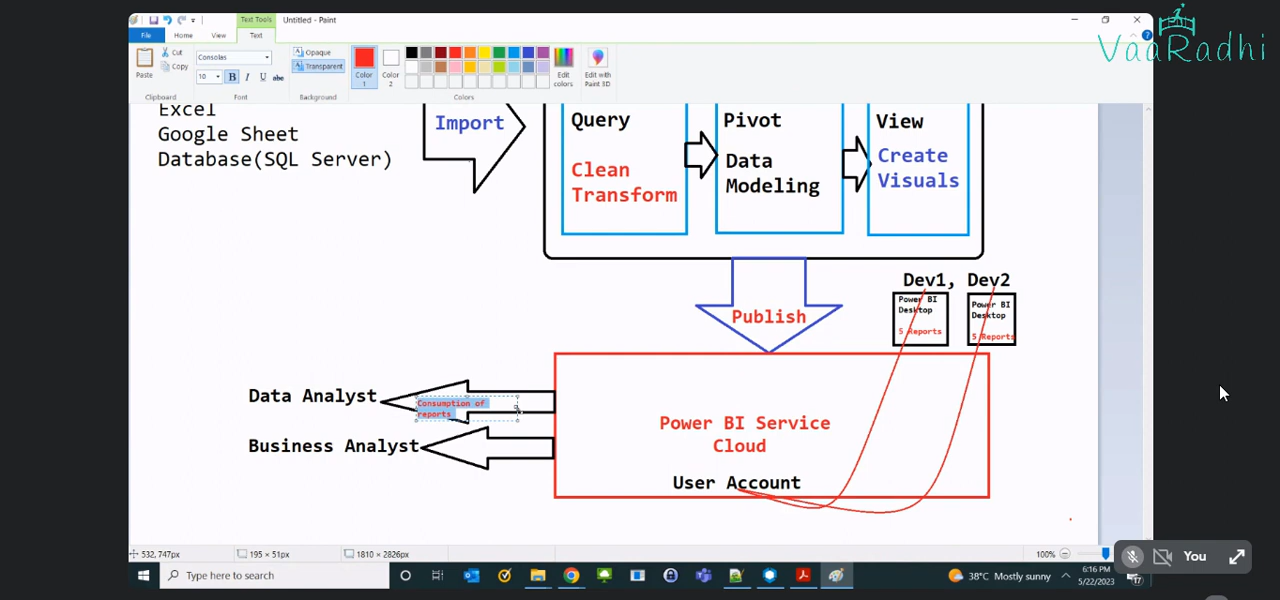 Text Tools
Untitled - Paint
File
Home
View
Text
VaaRadhi
Paste
Cut
Copy
Clipboard
Consolas
10
B I U abc
Font
Opaque
Transparent
Background
Color 1
Color 2
Edit colors
Edit with Paint 3D
Colors
Excel
Google Sheet
Database(SQL Server)
Import
Query
Clean
Transform
Pivot
Data
Modeling
View
Create
Visuals
Publish
Dev1, Dev2
Power BI
Desktop
5 Reports
Power BI
Desktop
5 Reports
Data Analyst
Consumption of
reports
Business Analyst
Power BI Service
Cloud
User Account
532, 747px
195 × 51px
1810 × 2826px
100%
You
Type here to search
38°C Mostly sunny
6:16 PM
5/22/2023
17